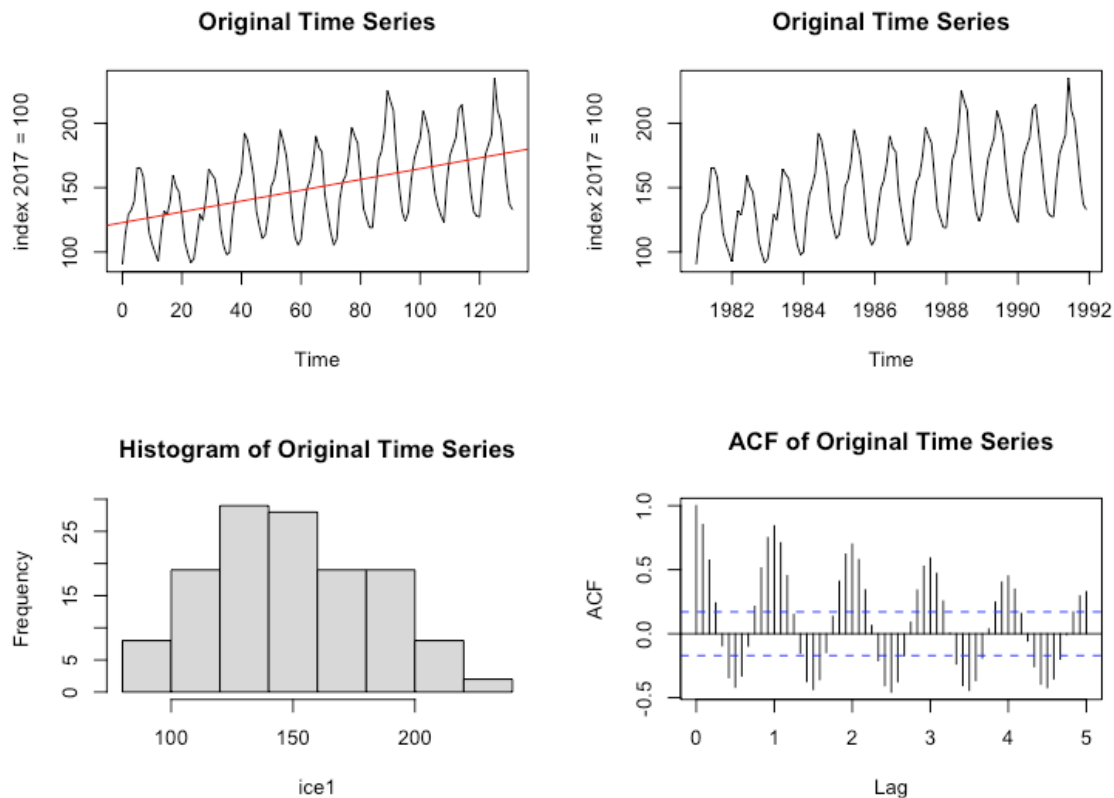 Original Time Series
index 2017 = 100
200
150
100
0 20 40 60 80 100 120
Time
Original Time Series
index 2017 = 100
200
150
100
1982 1984 1986 1988 1990 1992
Time
Histogram of Original Time Series
Frequency
25
15
5
0
100 150 200
ice1
ACF of Original Time Series
ACF
1.0
0.5
0.0
-0.5
0 1 2 3 4 5
Lag